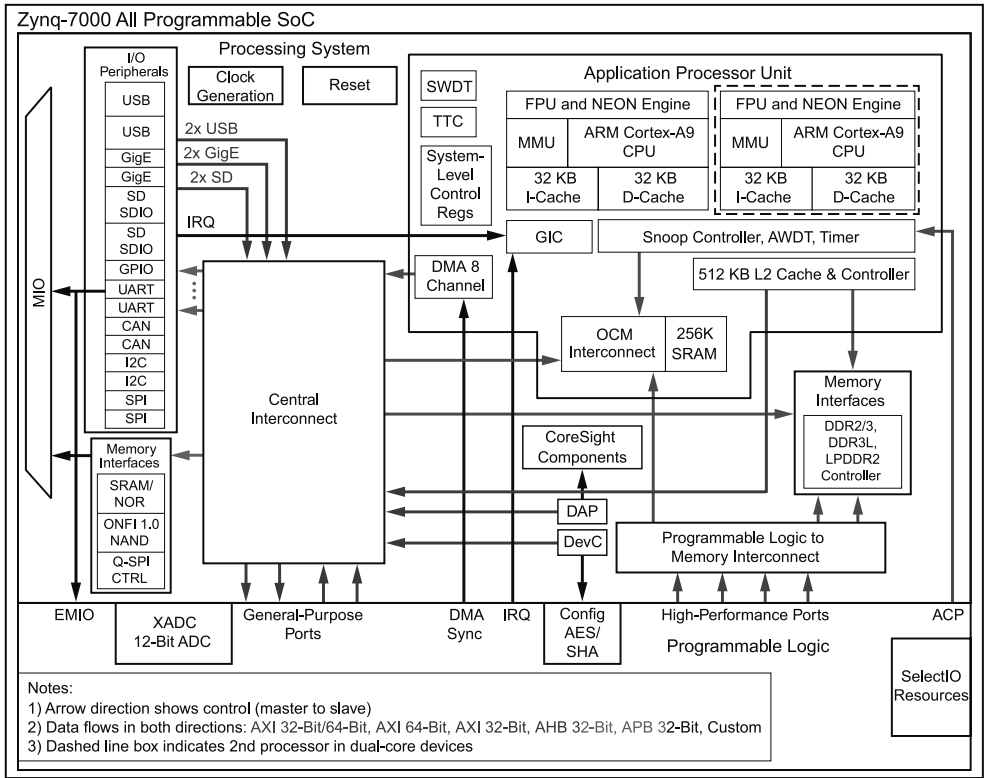 Zynq-7000 All Programmable SoC
Processing System
I/O
Peripherals
USB
USB
GigE
GigE
SD
SDIO
SD
SDIO
GPIO
UART
UART
CAN
CAN
I2C
I2C
SPI
SPI
MIO
Clock
Generation
Reset
2x USB
2x GigE
2x SD
IRQ
SWDT
TTC
System-
Level
Control
Regs
Application Processor Unit
FPU and NEON Engine
MMU
ARM Cortex-A9
CPU
32 KB
I-Cache
32 KB
D-Cache
FPU and NEON Engine
MMU
ARM Cortex-A9
CPU
32 KB
I-Cache
32 KB
D-Cache
GIC
Snoop Controller, AWDT, Timer
DMA 8
Channel
512 KB L2 Cache & Controller
OCM
Interconnect
256K
SRAM
Central
Interconnect
Memory
Interfaces
DDR2/3,
DDR3L,
LPDDR2
Controller
CoreSight
Components
DAP
DevC
Programmable Logic to
Memory Interconnect
Memory
Interfaces
SRAM/
NOR
ONFI 1.0
NAND
Q-SPI
CTRL
EMIO
XADC
12-Bit ADC
General-Purpose
Ports
DMA
Sync
IRQ
Config
AES/
SHA
High-Performance Ports
ACP
Programmable Logic
SelectIO
Resources
Notes:
1) Arrow direction shows control (master to slave)
2) Data flows in both directions: AXI 32-Bit/64-Bit, AXI 64-Bit, AXI 32-Bit, AHB 32-Bit, APB 32-Bit, Custom
3) Dashed line box indicates 2nd processor in dual-core devices